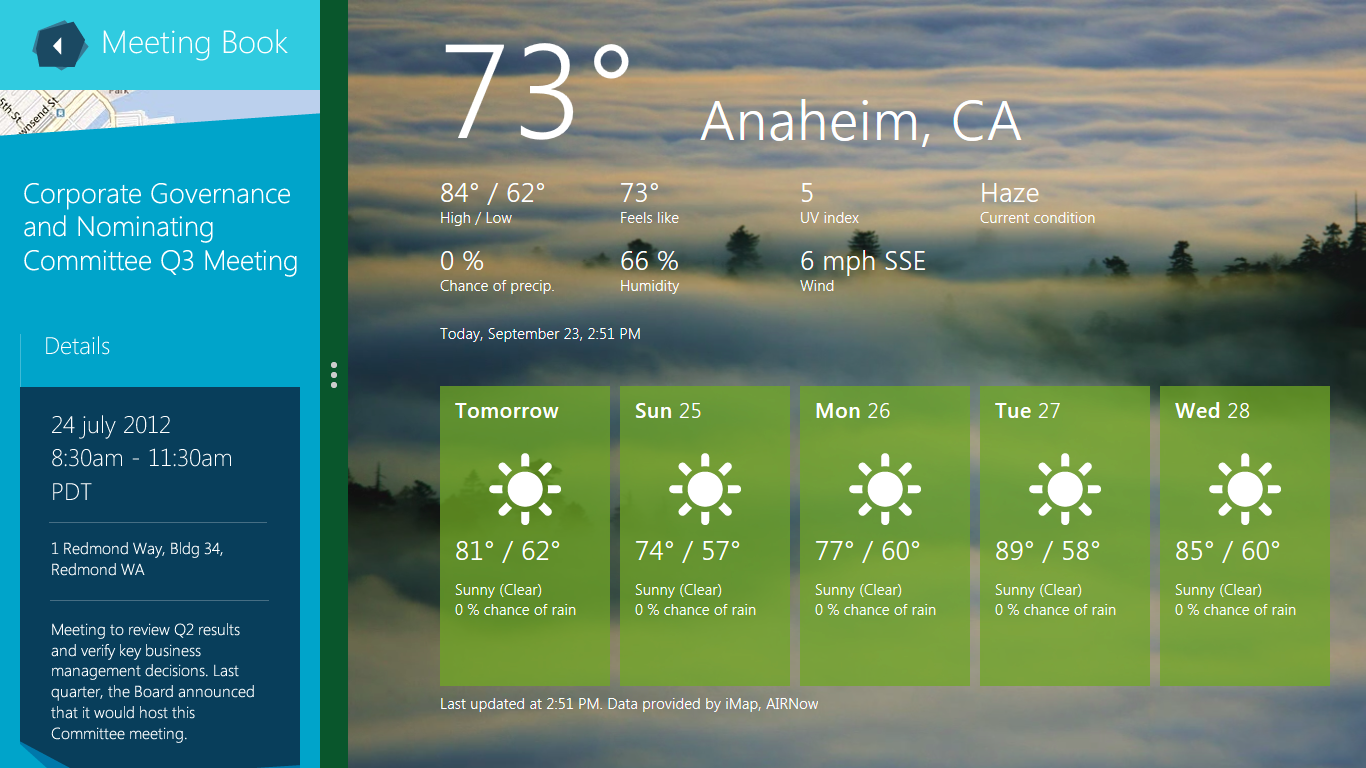 Meeting Book
Park
5th St
wnsend St
R
Corporate Governance
and Nominating
Committee Q3 Meeting
Details
24 july 2012
8:30am - 11:30am
PDT
1 Redmond Way, Bldg 34,
Redmond WA
Meeting to review Q2 results
and verify key business
management decisions. Last
quarter, the Board announced
that it would host this
Committee meeting.
73°
Anaheim, CA
84° / 62°
High / Low
73°
Feels like
5
UV index
Haze
Current condition
0 %
Chance of precip.
66 %
Humidity
6 mph SSE
Wind
Today, September 23, 2:51 PM
Tomorrow
81° / 62°
Sunny (Clear)
0 % chance of rain
Sun 25
74° / 57°
Sunny (Clear)
0 % chance of rain
Mon 26
77° / 60°
Sunny (Clear)
0 % chance of rain
Tue 27
89° / 58°
Sunny (Clear)
0 % chance of rain
Wed 28
85° / 60°
Sunny (Clear)
0 % chance of rain
Last updated at 2:51 PM. Data provided by iMap, AIRNow